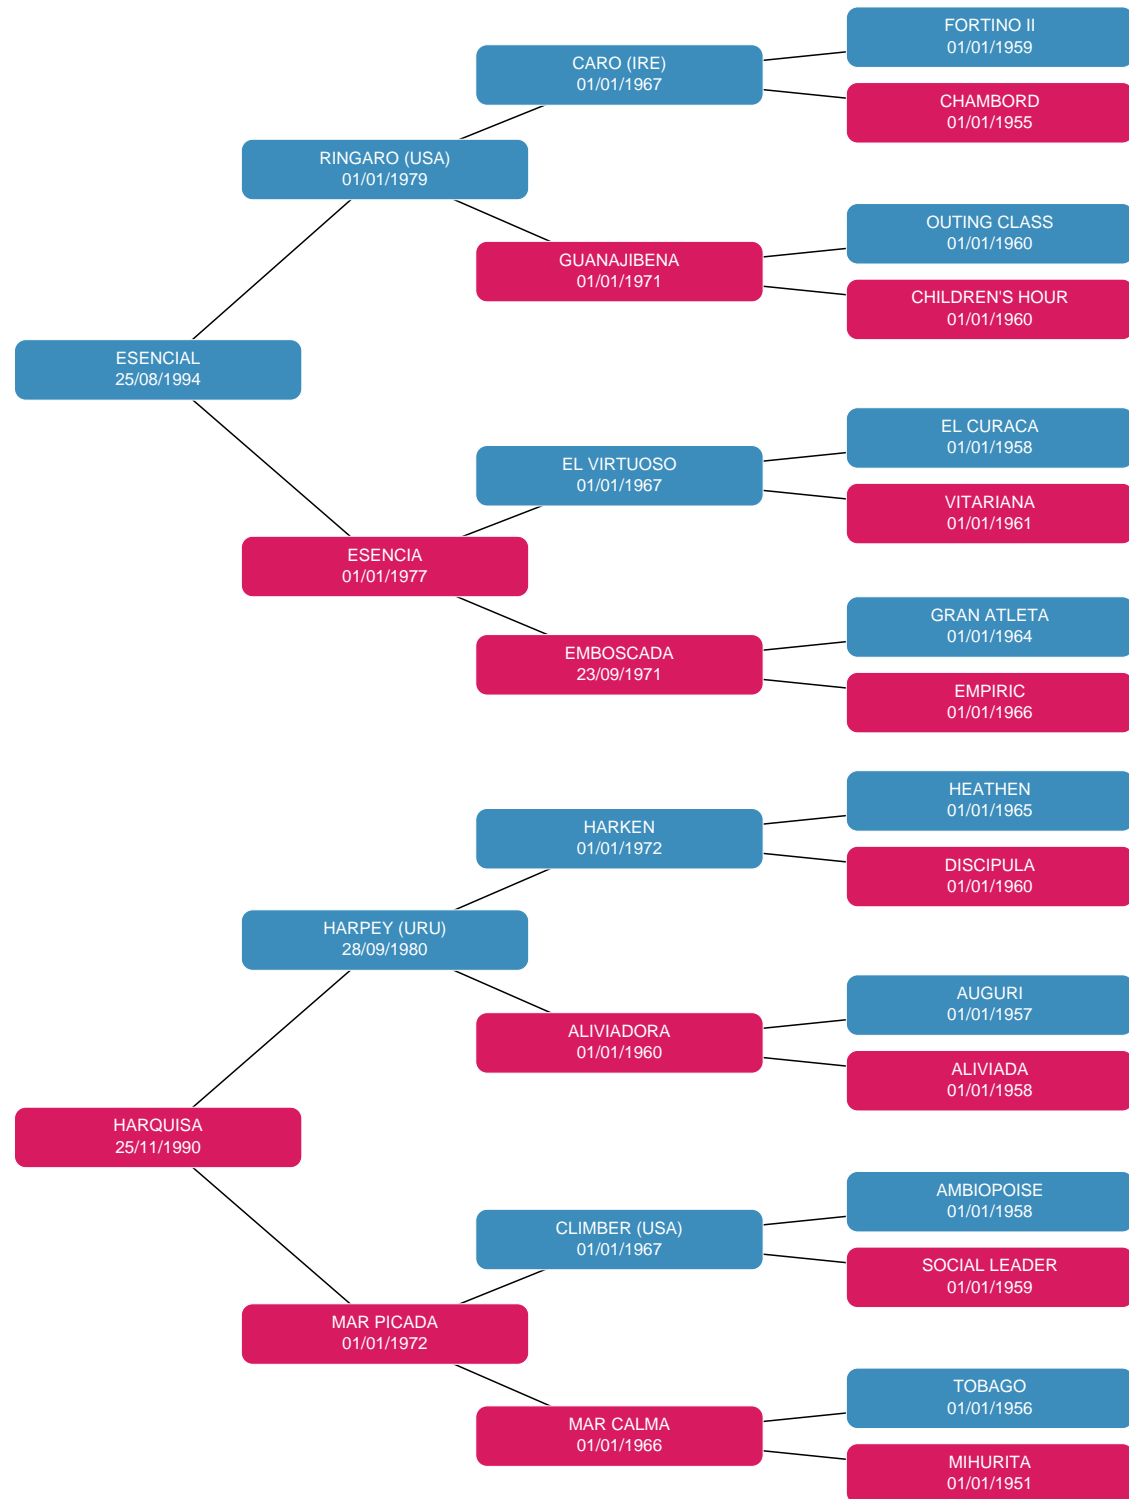 FORTINO II
01/01/1959
CARO (IRE)
01/01/1967
CHAMBORD
01/01/1955
RINGARO (USA)
01/01/1979
OUTING CLASS
01/01/1960
GUANAJIBENA
01/01/1971
CHILDREN'S HOUR
01/01/1960
ESENCIAL
25/08/1994
EL CURACA
01/01/1958
EL VIRTUOSO
01/01/1967
VITARIANA
01/01/1961
ESENCIA
01/01/1977
GRAN ATLETA
01/01/1964
EMBOSCADA
23/09/1971
EMPIRIC
01/01/1966
HEATHEN
01/01/1965
HARKEN
01/01/1972
DISCIPULA
01/01/1960
HARPEY (URU)
28/09/1980
AUGURI
01/01/1957
ALIVIADORA
01/01/1960
ALIVIADA
01/01/1958
HARQUISA
25/11/1990
AMBIOPOISE
01/01/1958
CLIMBER (USA)
01/01/1967
SOCIAL LEADER
01/01/1959
MAR PICADA
01/01/1972
TOBAGO
01/01/1956
MAR CALMA
01/01/1966
MIHURITA
01/01/1951